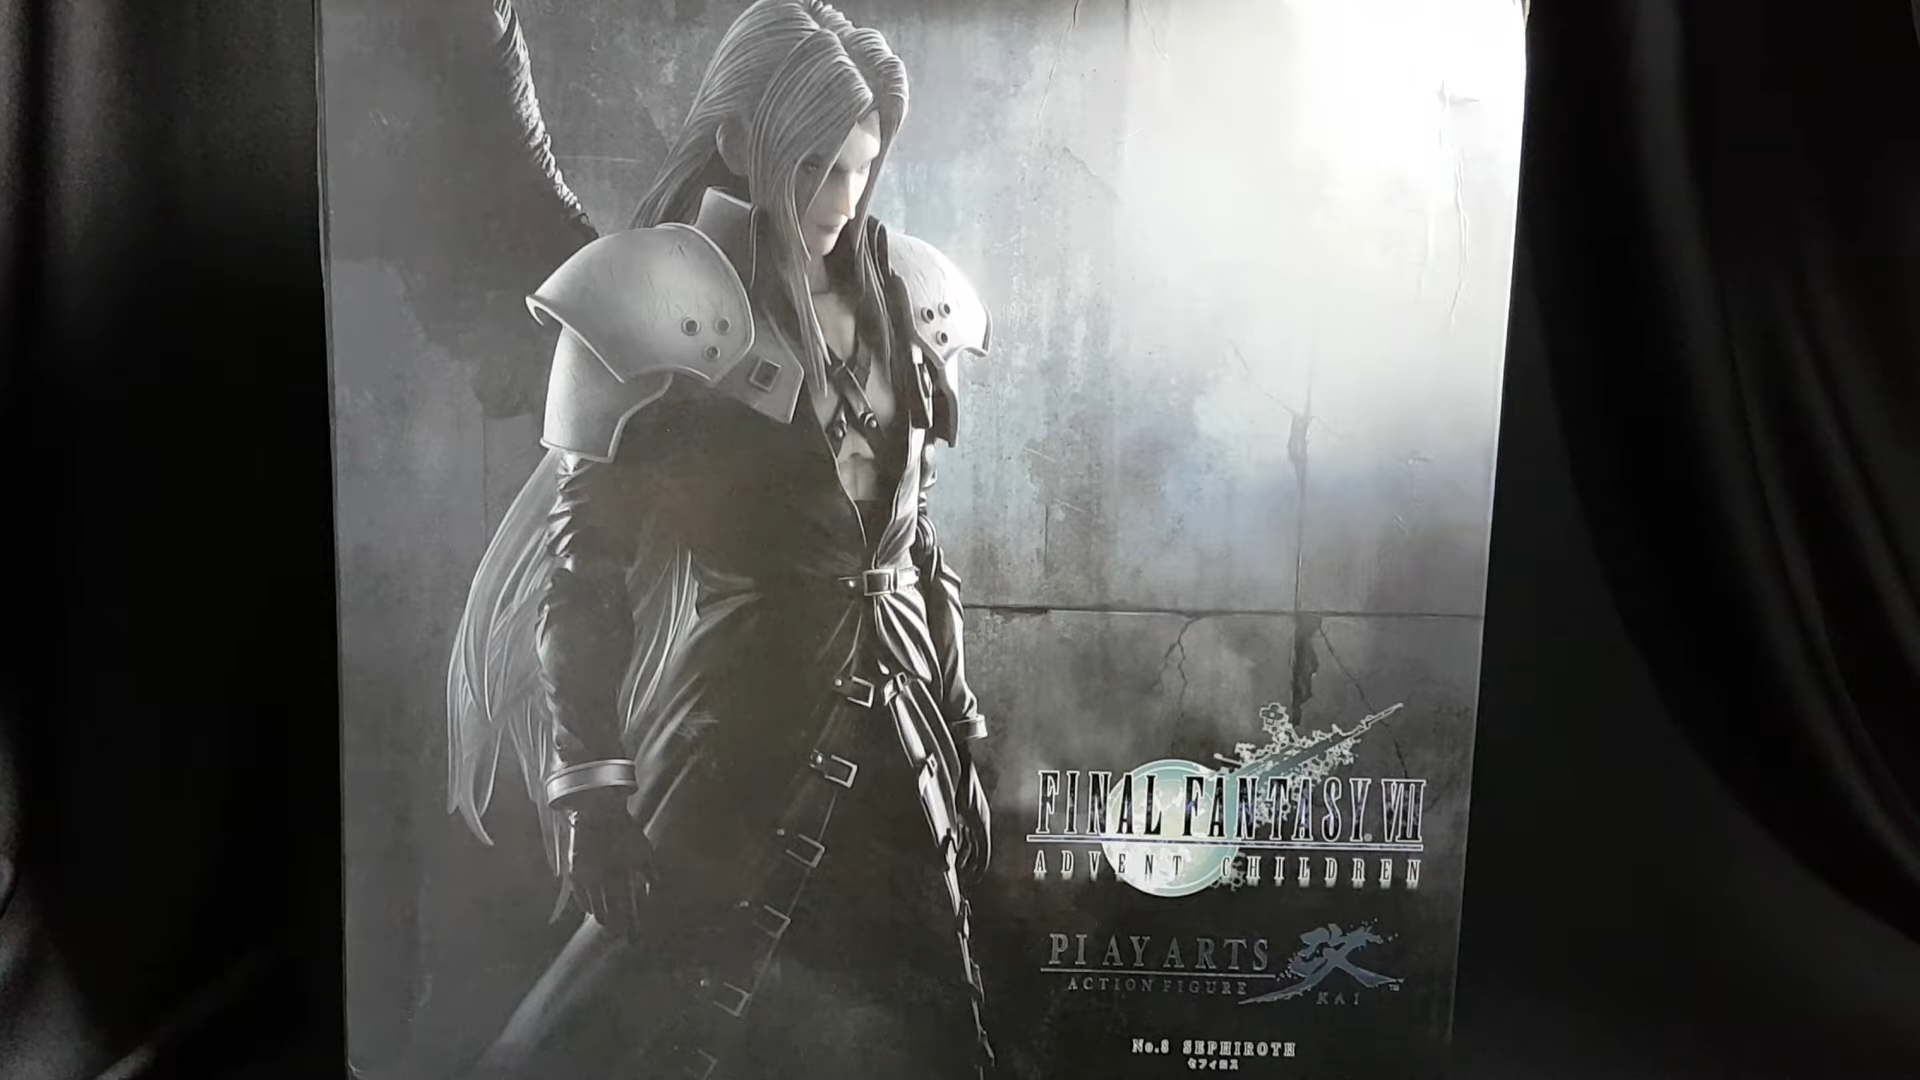 FINAL FANTASY. VII
ADVENT CHILDREN
PLAY ARTS 改
ACTION FIGURE KAI ™
No.8 SEPHIROTH
セフィロス